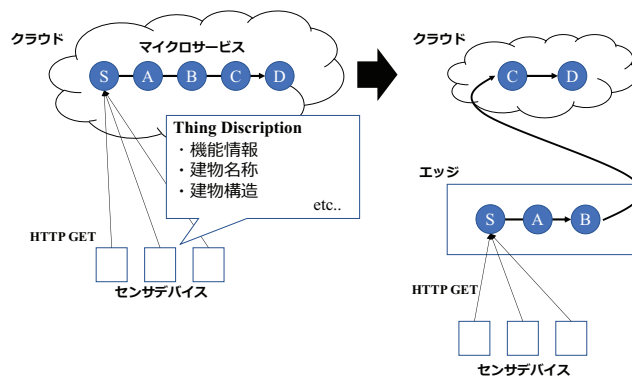 クラウド
マイクロサービス
S A B C D
Thing Discription
・機能情報
・建物名称
・建物構造
etc..
HTTP GET
センサデバイス
クラウド
C D
エッジ
S A B
HTTP GET
センサデバイス